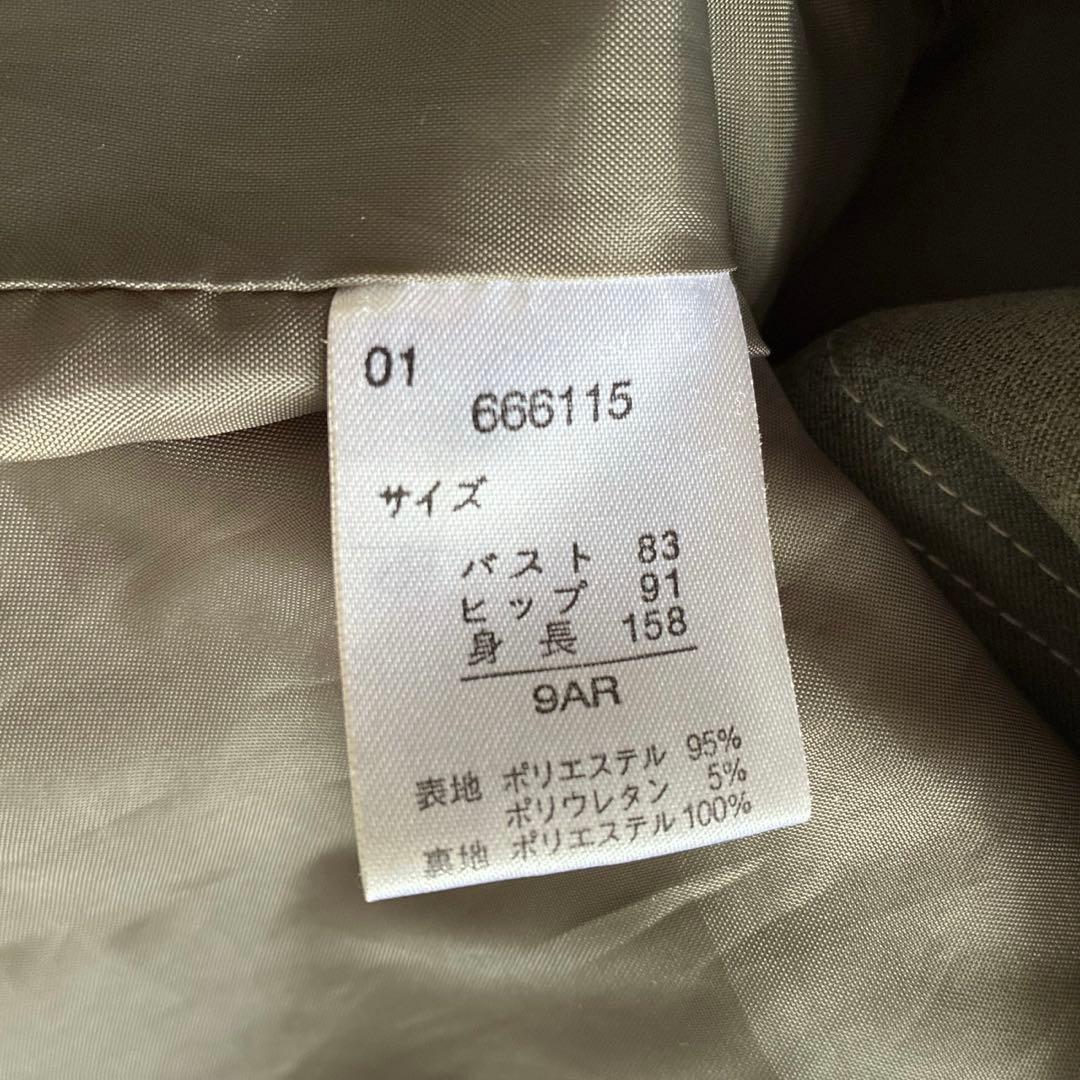 01
666115
サイズ
バスト 83
ヒップ 91
身長 158
9AR
表地 ポリエステル 95%
ポリウレタン 5%
裏地 ポリエステル 100%